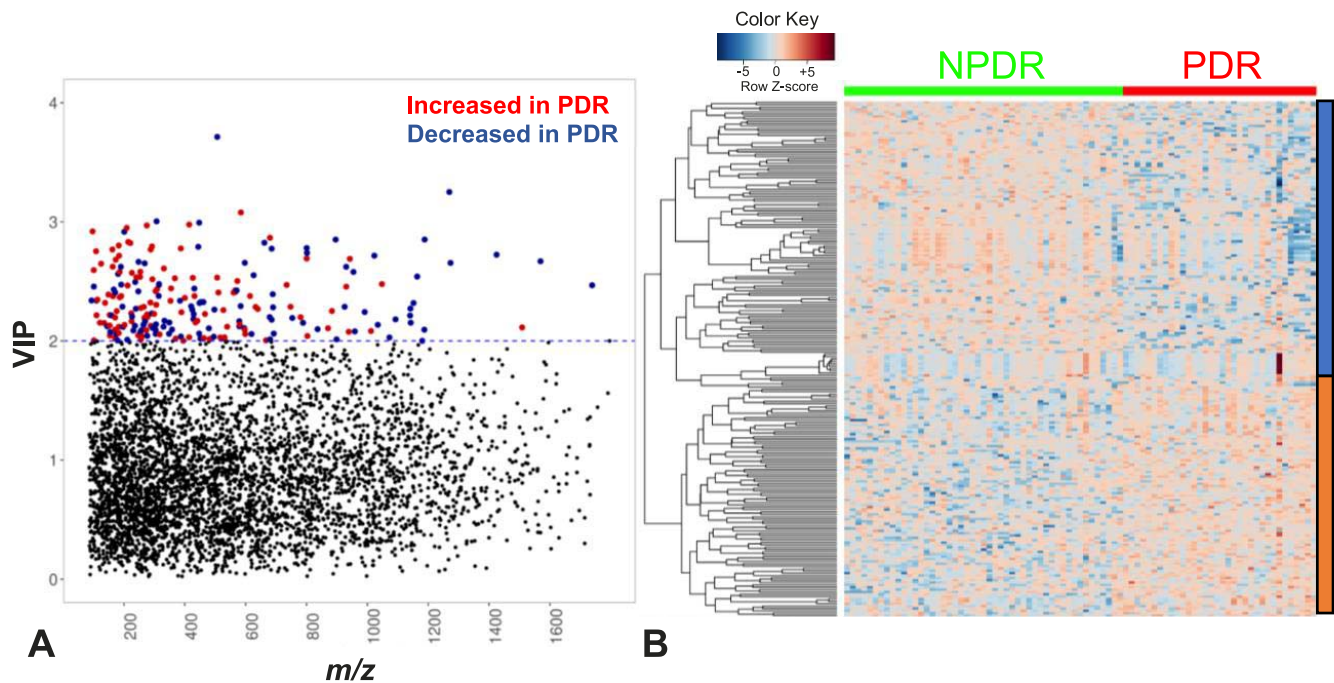 Increased in PDR
Decreased in PDR
VIP
4
3
2
1
0
200
400
600
800
1000
1200
1400
1600
m/z
A
Color Key
-5
0
+5
Row Z-score
NPDR
PDR
B